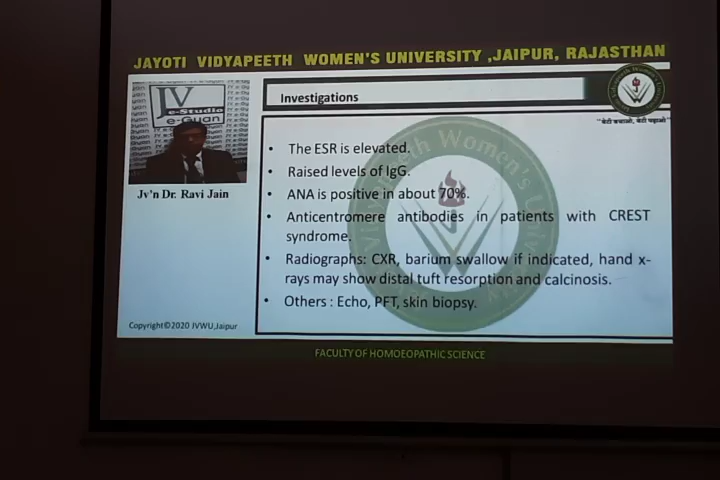 JAYOTI VIDYAPEETH WOMEN'S UNIVERSITY ,JAIPUR, RAJASTHAN
JV
e-Studio
e-Gyan
Jv'n Dr. Ravi Jain
Investigations
"बेटी बचाओ, बेटी पढ़ाओ"
• The ESR is elevated.
• Raised levels of IgG.
• ANA is positive in about 70%.
• Anticentromere antibodies in patients with CREST
syndrome.
• Radiographs: CXR, barium swallow if indicated, hand x-
rays may show distal tuft resorption and calcinosis.
• Others : Echo, PFT, skin biopsy.
Copyright©2020 JVWU,Jaipur
FACULTY OF HOMOEOPATHIC SCIENCE